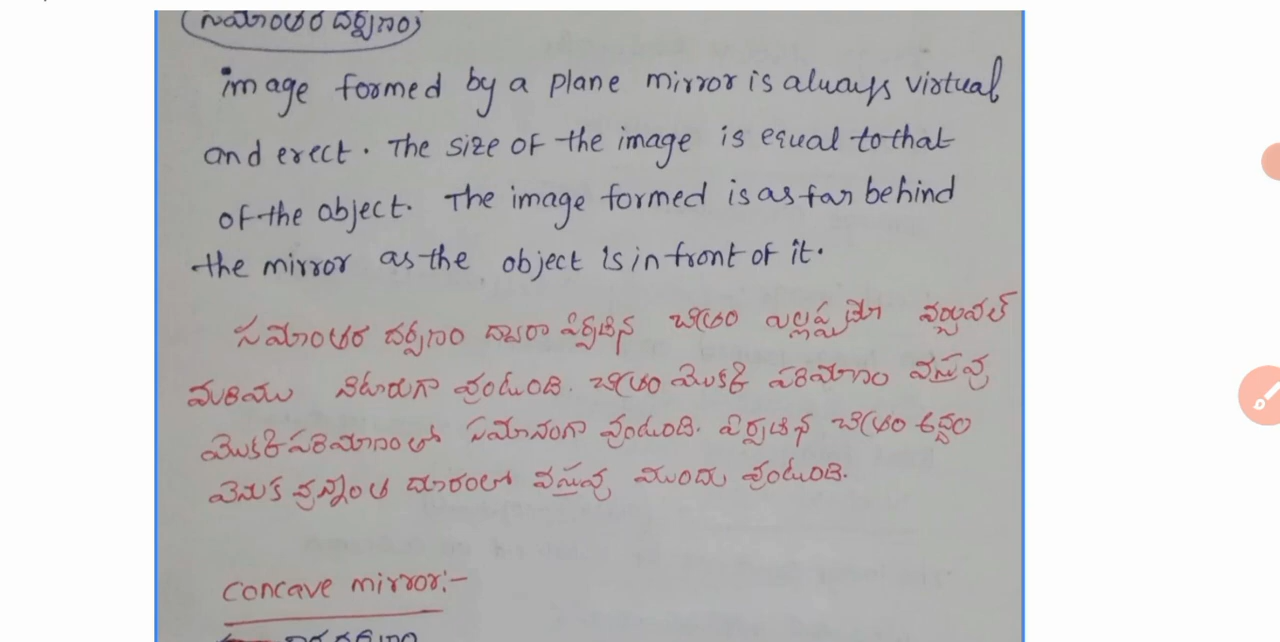 (సమాంతర దర్పణం)
image formed by a plane mirror is always virtual
and erect. The size of the image is equal to that
of the object. The image formed is as far behind
the mirror as the object is in front of it.
సమాంతర దర్పణం ద్వారా ఏర్పడిన చిత్రం ఎల్లప్పుడూ వర్చువల్
మరియు నిటారుగా వుంటుంది. చిత్రం యొక్క పరిమాణం వస్తువు
యొక్క పరిమాణంతో సమానంగా వుంటుంది. ఏర్పడిన చిత్రం అద్దం
వెనుక వున్నంత దూరంలో వస్తువు ముందు వుంటుంది.
Concave mirror:-